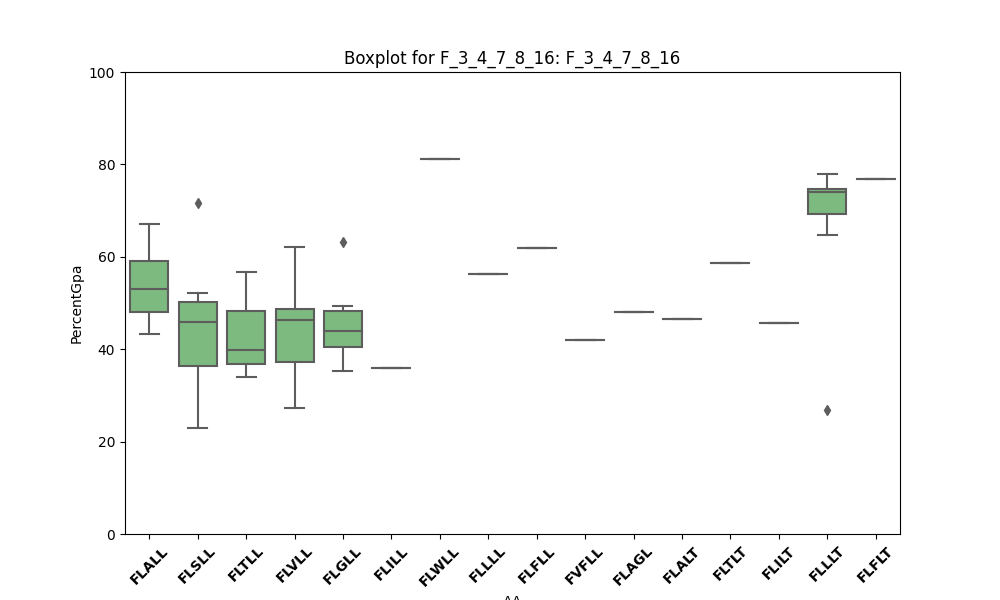 Boxplot for F_3_4_7_8_16: F_3_4_7_8_16
100
80
60
40
20
0
PercentGpa
FLALL FLSLL FLTLL FLVLL FLGLL FLILL FLWLL FLLLL FLFLL FVFLL FLAGL FLALT FLTLT FLILT FLLLT FLFLT
AA